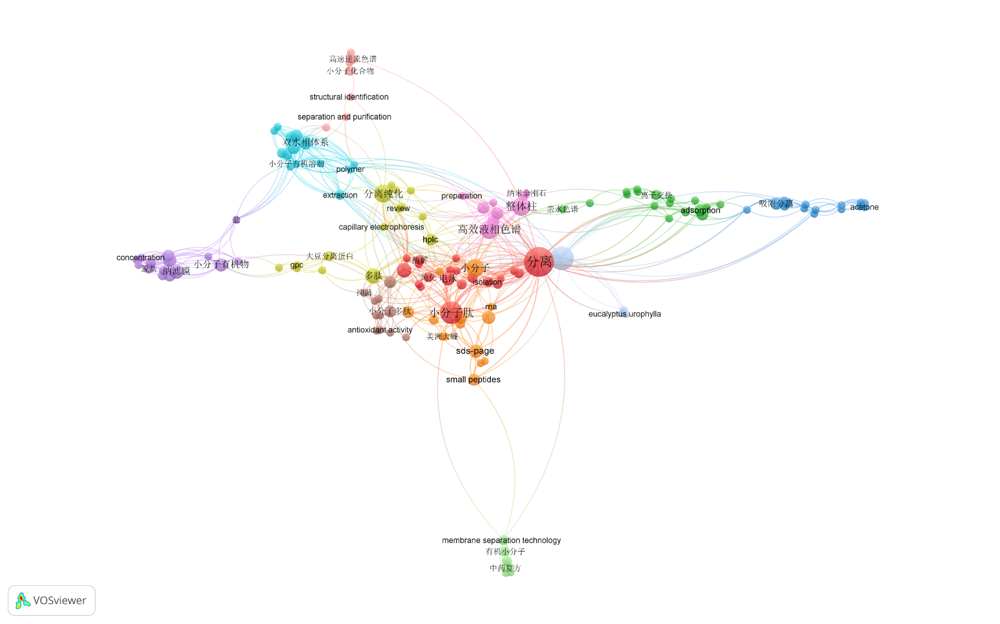 高速逆流色谱
小分子化合物
structural identification
separation and purification
双水相体系
小分子有机溶剂
polymer
extraction
分离纯化
preparation
纳米金刚石
离子交换
review
整体柱
亲水色谱
adsorption
吸附分离
acetone
盐
capillary electrophoresis
高效液相色谱
hplc
concentration
大豆分离蛋白
酶解
分离
脱盐
纳滤膜
小分子有机物
gpc
小分子
多肽
纯化
电泳
isolation
抑菌
小分子多肽
小分子肽
rna
eucalyptus urophylla
antioxidant activity
美洲大蠊
sds-page
small peptides
membrane separation technology
有机小分子
中药复方
VOSviewer